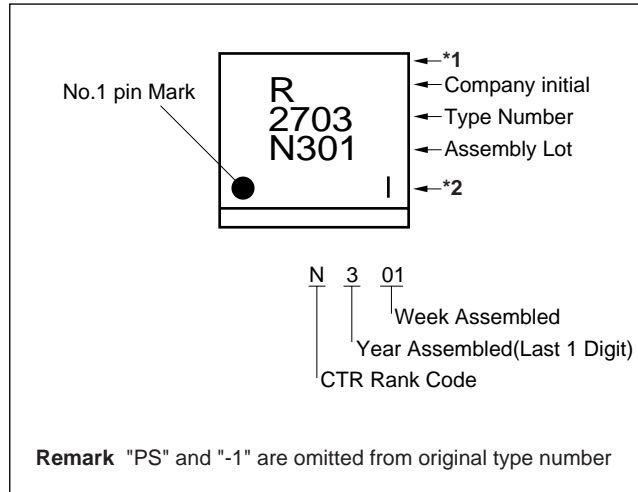 *1
No.1 pin Mark
R
Company initial
2703
Type Number
N301
Assembly Lot
*2
N 3 01
Week Assembled
Year Assembled(Last 1 Digit)
CTR Rank Code
Remark "PS" and "-1" are omitted from original type number